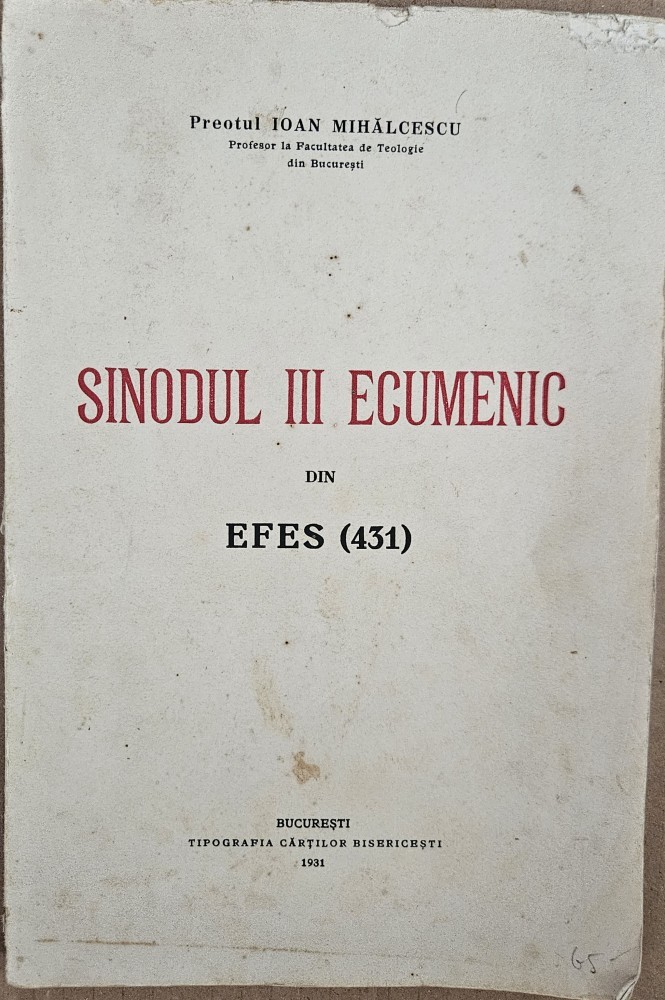 Preotul IOAN MIHĂLCESCU
Profesor la Facultatea de Teologie
din București
SINODUL III ECUMENIC
DIN
EFES (431)
BUCUREȘTI
TIPOGRAFIA CĂRȚILOR BISERICEȘTI
1931
65